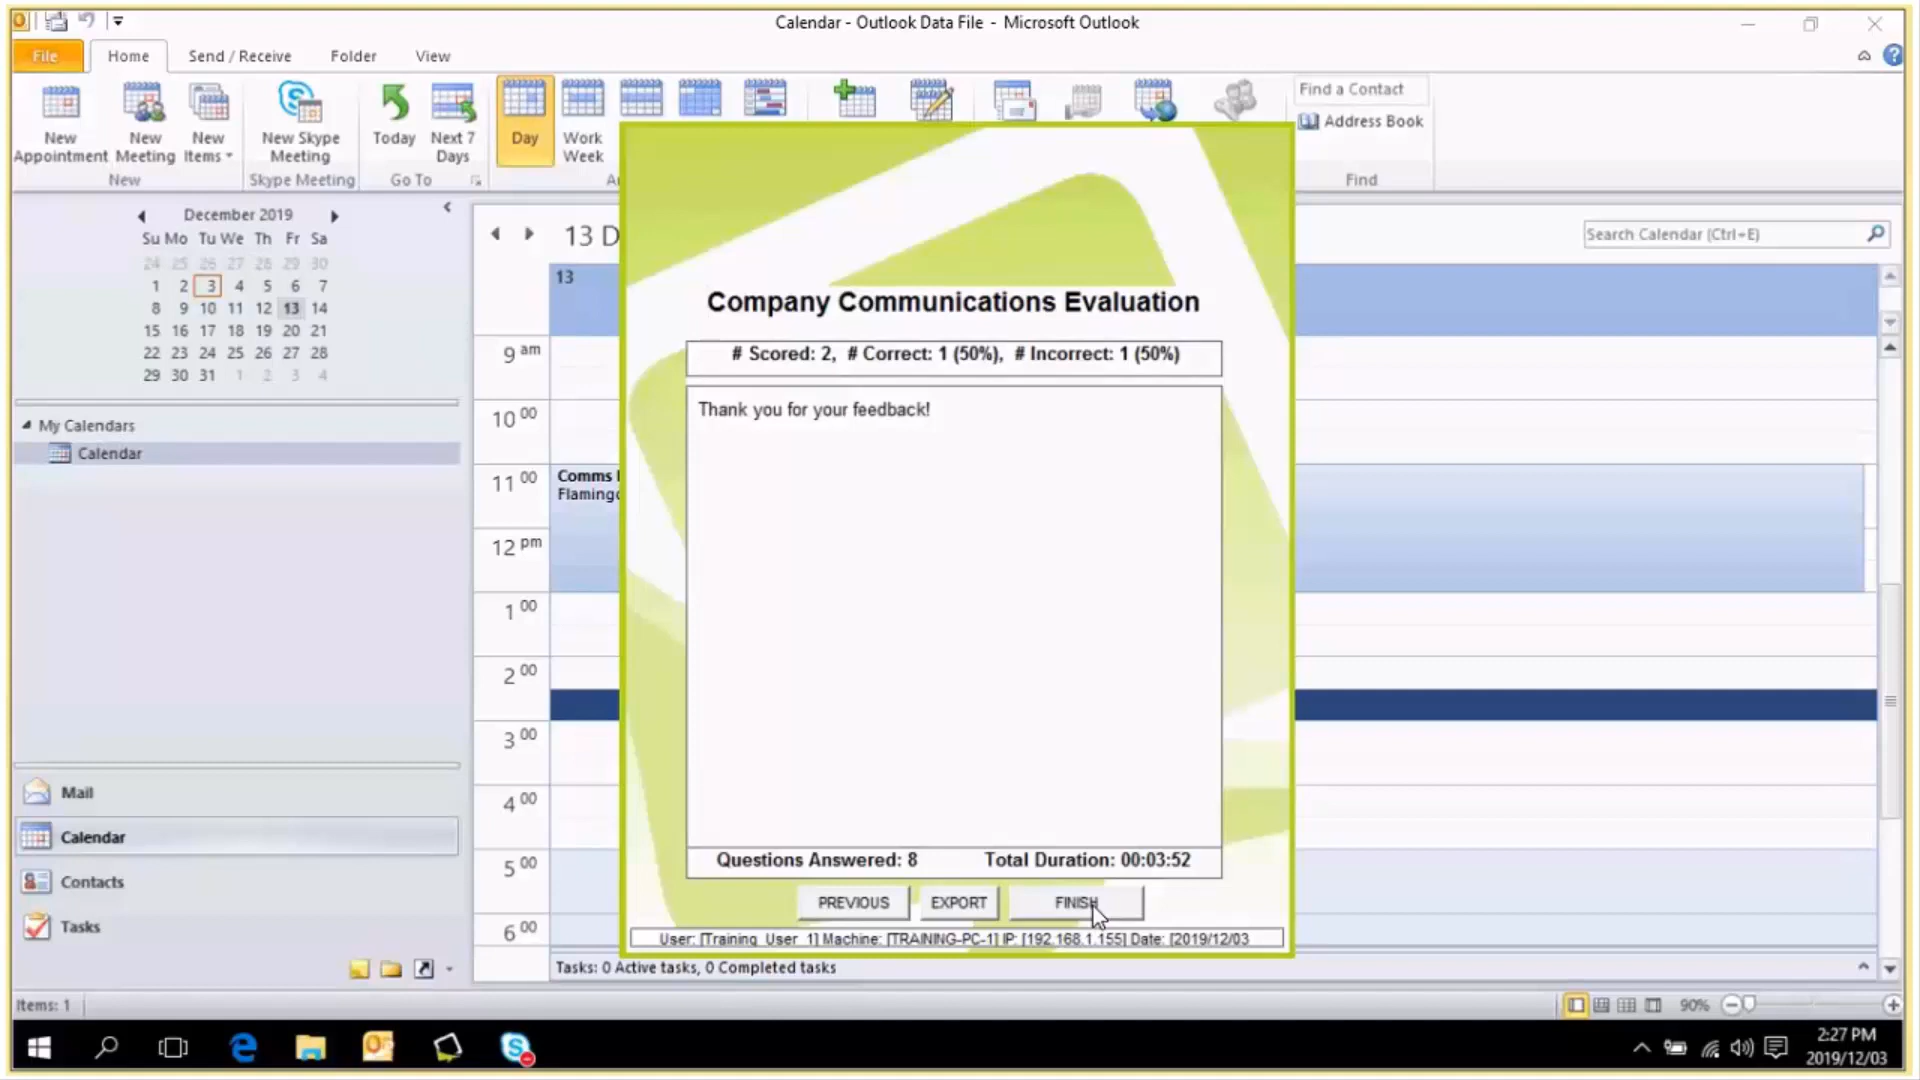 Calendar - Outlook Data File - Microsoft Outlook
File Home Send / Receive Folder View
New Appointment
New Meeting
New Items
New
New Skype Meeting
Skype Meeting
Today
Next 7 Days
Go To
Day
Work Week
Find a Contact
Address Book
Find
December 2019
Su Mo Tu We Th Fr Sa
24 25 26 27 28 29 30
1 2 3 4 5 6 7
8 9 10 11 12 13 14
15 16 17 18 19 20 21
22 23 24 25 26 27 28
29 30 31 1 2 3 4
My Calendars
Calendar
Mail
Calendar
Contacts
Tasks
13 D
Search Calendar (Ctrl+E)
13
9 am
10 00
11 00
Comms
Flaming
12 pm
1 00
2 00
3 00
4 00
5 00
6 00
Company Communications Evaluation
# Scored: 2, # Correct: 1 (50%), # Incorrect: 1 (50%)
Thank you for your feedback!
Questions Answered: 8 Total Duration: 00:03:52
PREVIOUS EXPORT FINISH
User: [Training_User_1] Machine: [TRAINING-PC-1] IP: [192.168.1.155] Date: [2019/12/03
Tasks: 0 Active tasks, 0 Completed tasks
Items: 1
90%
2:27 PM
2019/12/03